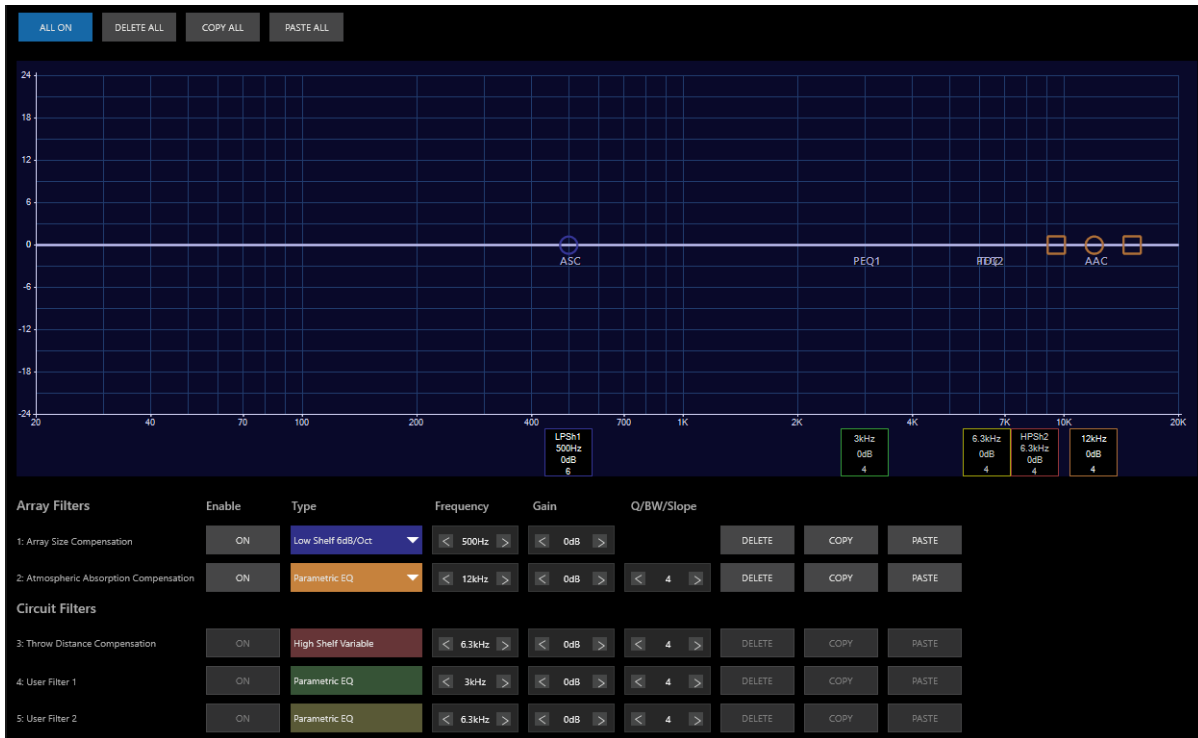 ALL ON DELETE ALL COPY ALL PASTE ALL
24
18
12
6
0
ASC PEQ1 PEQ2 AAC
-6
-12
-18
-24
20 40 70 100 200 400 700 1K 2K 4K 7K 10K 20K
LPSh1
500Hz
0dB
6
3kHz
0dB
4
6.3kHz
0dB
4
HPSh2
6.3kHz
0dB
4
12kHz
0dB
4
Array Filters Enable Type Frequency Gain Q/BW/Slope
1: Array Size Compensation ON Low Shelf 6dB/Oct < 500Hz > < 0dB > DELETE COPY PASTE
2: Atmospheric Absorption Compensation ON Parametric EQ < 12kHz > < 0dB > < 4 > DELETE COPY PASTE
Circuit Filters
3: Throw Distance Compensation ON High Shelf Variable < 6.3kHz > < 0dB > < 4 > DELETE COPY PASTE
4: User Filter 1 ON Parametric EQ < 3kHz > < 0dB > < 4 > DELETE COPY PASTE
5: User Filter 2 ON Parametric EQ < 6.3kHz > < 0dB > < 4 > DELETE COPY PASTE